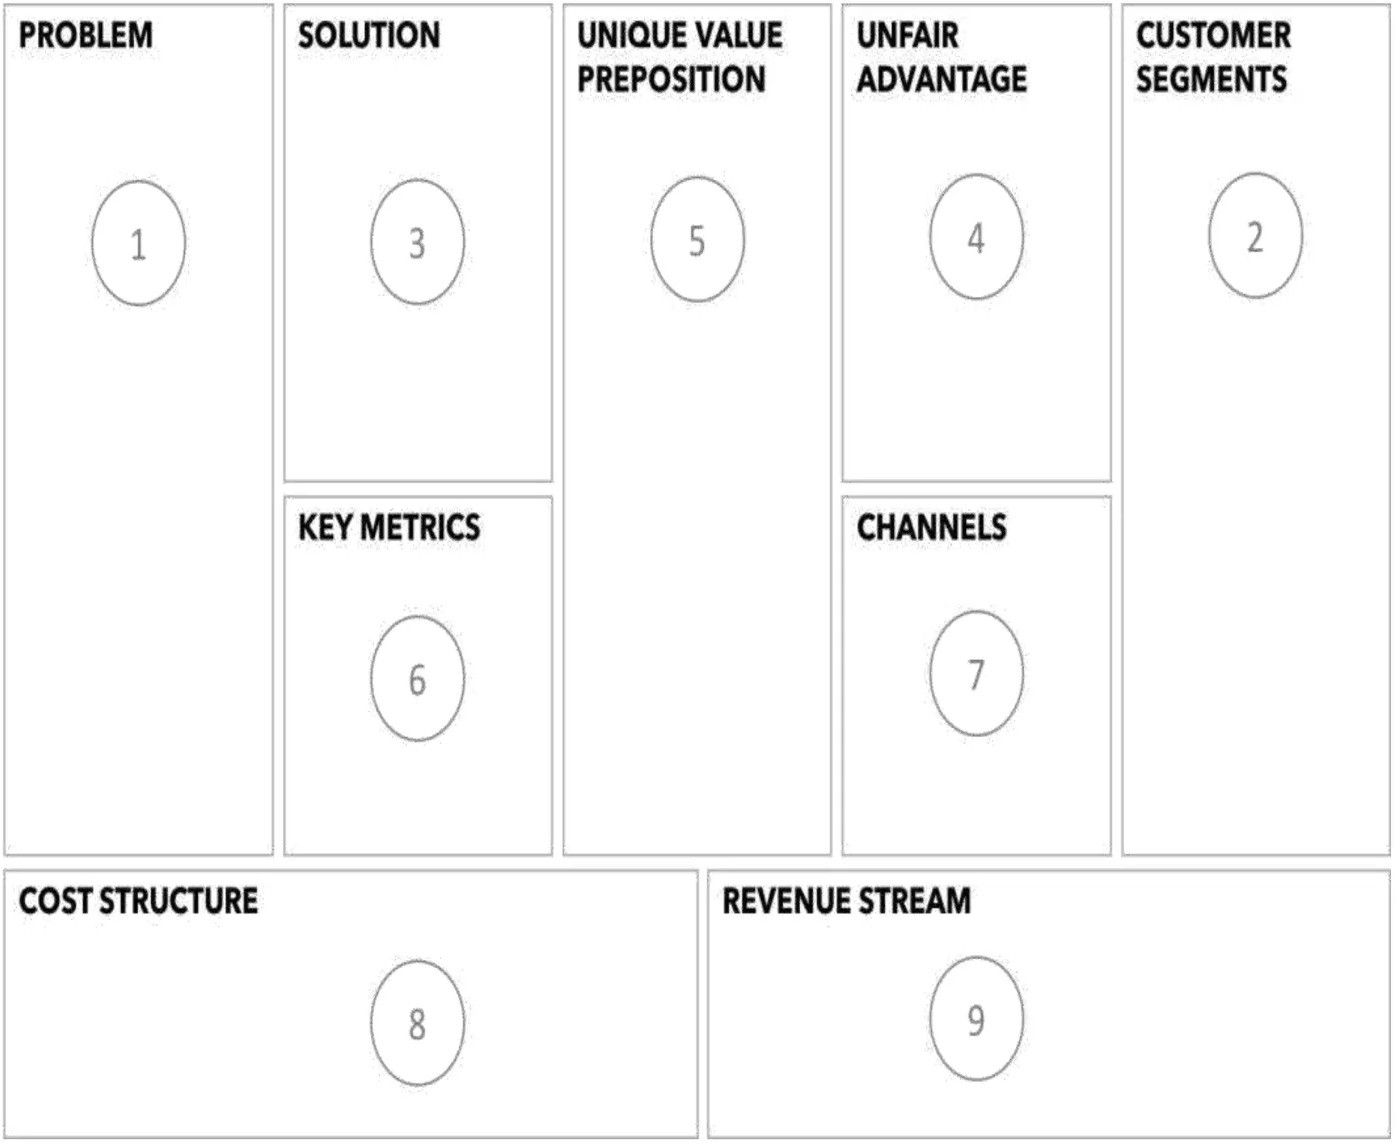 PROBLEM
1
SOLUTION
3
UNIQUE VALUE
PREPOSITION
5
UNFAIR
ADVANTAGE
4
CUSTOMER
SEGMENTS
2
KEY METRICS
6
CHANNELS
7
COST STRUCTURE
8
REVENUE STREAM
9